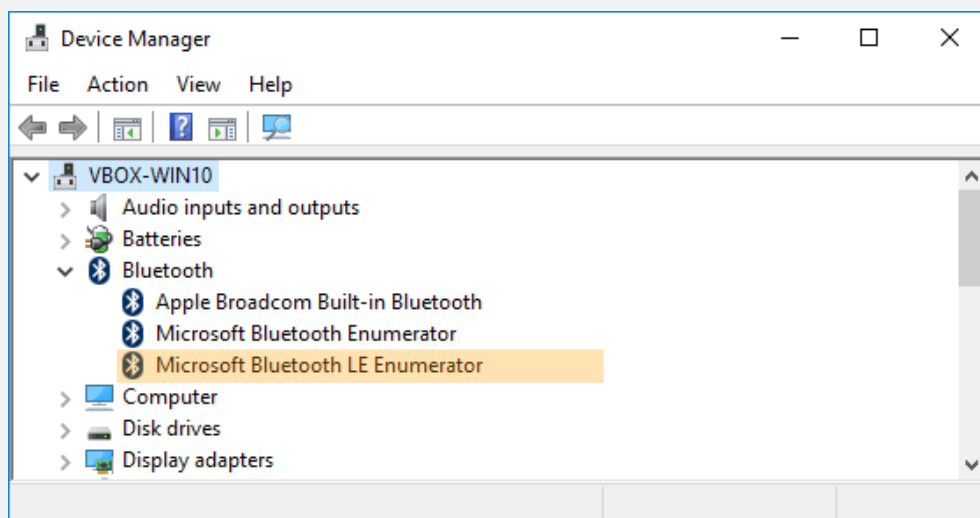 Device Manager
File Action View Help
VBOX-WIN10
Audio inputs and outputs
Batteries
Bluetooth
Apple Broadcom Built-in Bluetooth
Microsoft Bluetooth Enumerator
Microsoft Bluetooth LE Enumerator
Computer
Disk drives
Display adapters